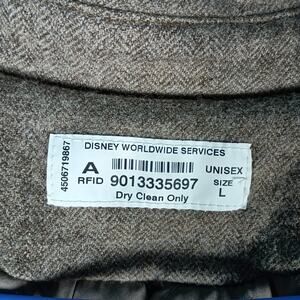 DISNEY WORLDWIDE SERVICES
4506719867
A
RFID
9013335697
UNISEX
SIZE
L
Dry Clean Only